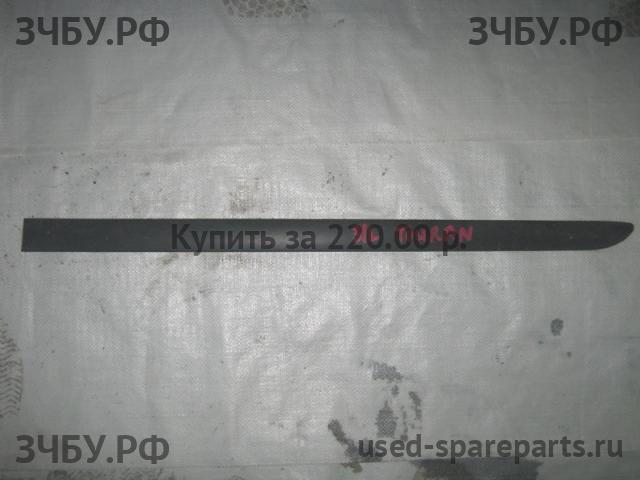 ЗЧБУ.РФ
ЗЧБУ.РФ
Купить за 220.00 р.
ЗЧБУ.РФ
used-spareparts.ru